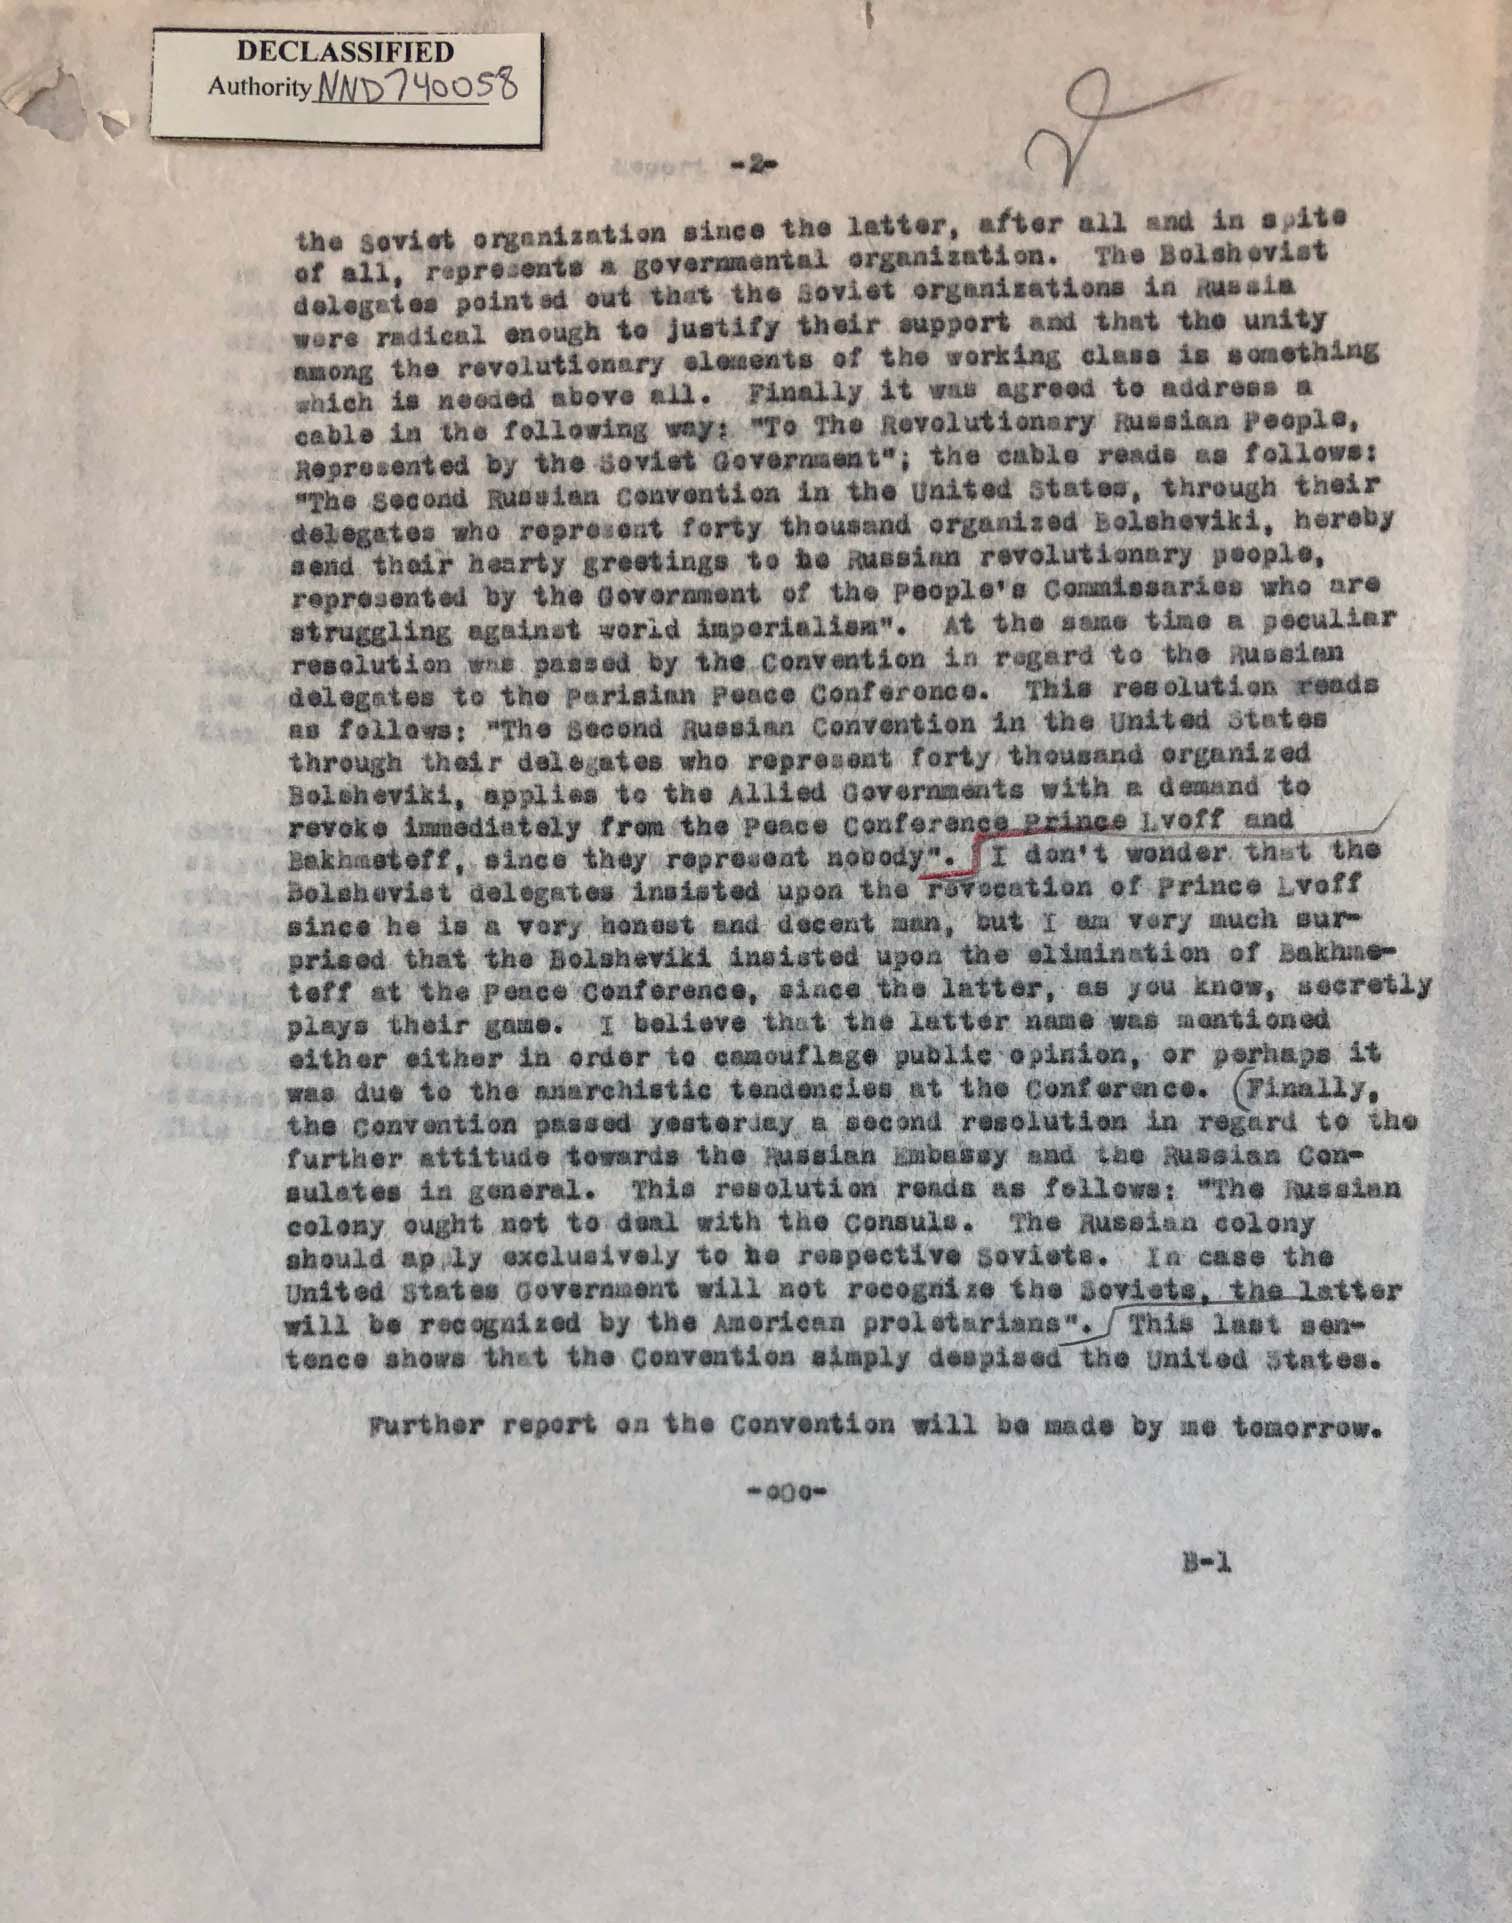 DECLASSIFIED
Authority NND740058
-2-
the Soviet organization since the latter, after all and in spite
of all, represents a governmental organization. The Bolshevist
delegates pointed out that the Soviet organizations in Russia
were radical enough to justify their support and that the unity
among the revolutionary elements of the working class is something
which is needed above all. Finally it was agreed to address a
cable in the following way: "To The Revolutionary Russian People,
Represented by the Soviet Government"; the cable reads as follows:
"The Second Russian Convention in the United States, through their
delegates who represent forty thousand organized Bolsheviki, hereby
send their hearty greetings to he Russian revolutionary people,
represented by the Government of the People's Commissaries who are
struggling against world imperialism". At the same time a peculiar
resolution was passed by the Convention in regard to the Russian
delegates to the Parisian Peace Conference. This resolution reads
as follows: "The Second Russian Convention in the United States
through their delegates who represent forty thousand organized
Bolsheviki, applies to the Allied Governments with a demand to
revoke immediately from the Peace Conference Prince Lvoff and
Bakhmeteff, since they represent nobody". I don't wonder that the
Bolshevist delegates insisted upon the revocation of Prince Lvoff
since he is a very honest and decent man, but I am very much sur-
prised that the Bolsheviki insisted upon the elimination of Bakhme-
teff at the Peace Conference, since the latter, as you know, secretly
plays their game. I believe that the latter name was mentioned
either either in order to camouflage public opinion, or perhaps it
was due to the anarchistic tendencies at the Conference. (Finally,
the Convention passed yesterday a second resolution in regard to the
further attitude towards the Russian Embassy and the Russian Con-
sulates in general. This resolution reads as follows: "The Russian
colony ought not to deal with the Consuls. The Russian colony
should apply exclusively to he respective Soviets. In case the
United States Government will not recognize the Soviets, the latter
will be recognized by the American proletarians". This last sen-
tence shows that the Convention simply despised the United States.
Further report on the Convention will be made by me tomorrow.
-oOo-
B-1